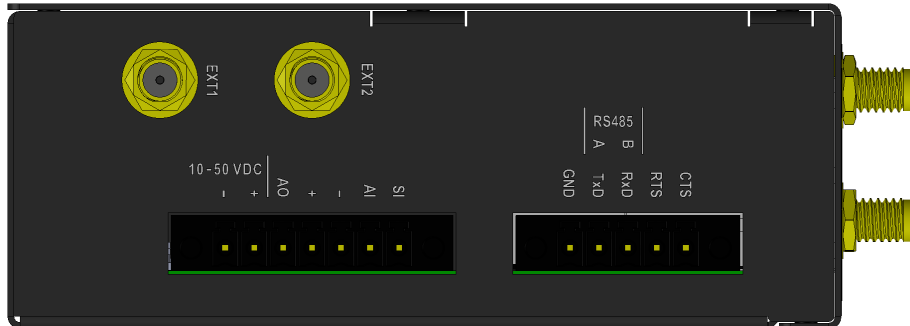 EXT1
EXT2
RS485
A B
10-50 VDC
- + AO + - AI SI
GND TxD RxD RTS CTS